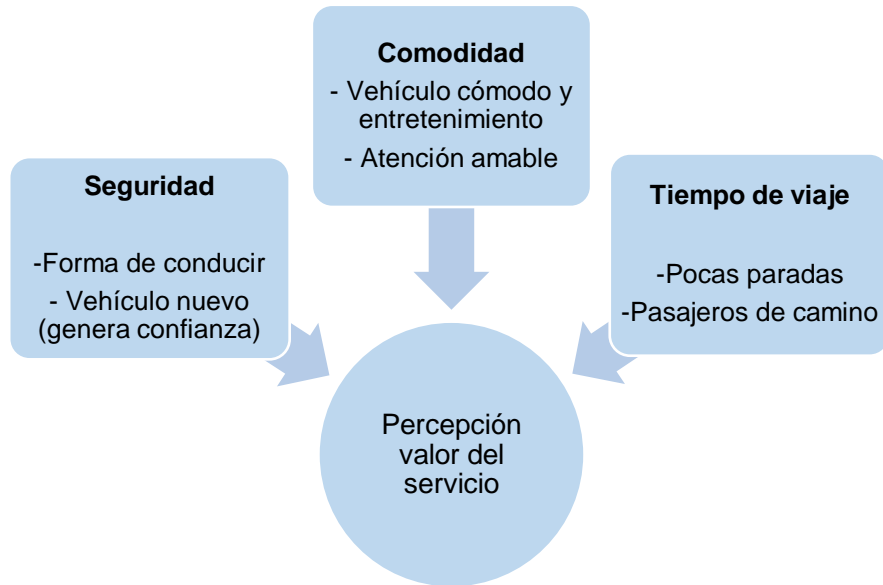 Comodidad
- Vehículo cómodo y
entretenimiento
- Atención amable
Seguridad
-Forma de conducir
- Vehículo nuevo
(genera confianza)
Tiempo de viaje
-Pocas paradas
-Pasajeros de camino
Percepción
valor del
servicio